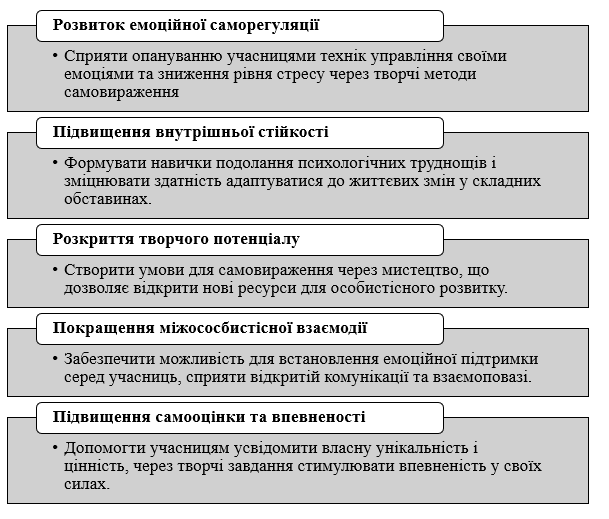 Розвиток емоційної саморегуляції
• Сприяти опануванню учасницями технік управління своїми
емоціями та зниження рівня стресу через творчі методи
самовираження
Підвищення внутрішньої стійкості
• Формувати навички подолання психологічних труднощів і
зміцнювати здатність адаптуватися до життєвих змін у складних
обставинах.
Розкриття творчого потенціалу
• Створити умови для самовираження через мистецтво, що
дозволяє відкрити нові ресурси для особистісного розвитку.
Покращення міжососбистісної взаємодії
• Забезпечити можливість для встановлення емоційної підтримки
серед учасниць, сприяти відкритій комунікації та взаємоповазі.
Підвищення самооцінки та впевненості
• Допомогти учасницям усвідомити власну унікальність і
цінність, через творчі завдання стимулювати впевненість у своїх
силах.